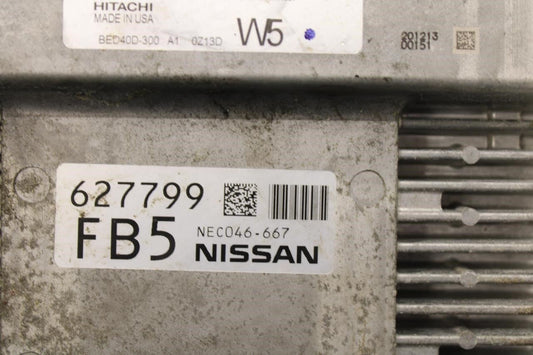 HITACHI
MADE IN USA
BED40D-300 A1 0Z13D W5
201213
00151
627799
FB5 NEC046-667
NISSAN